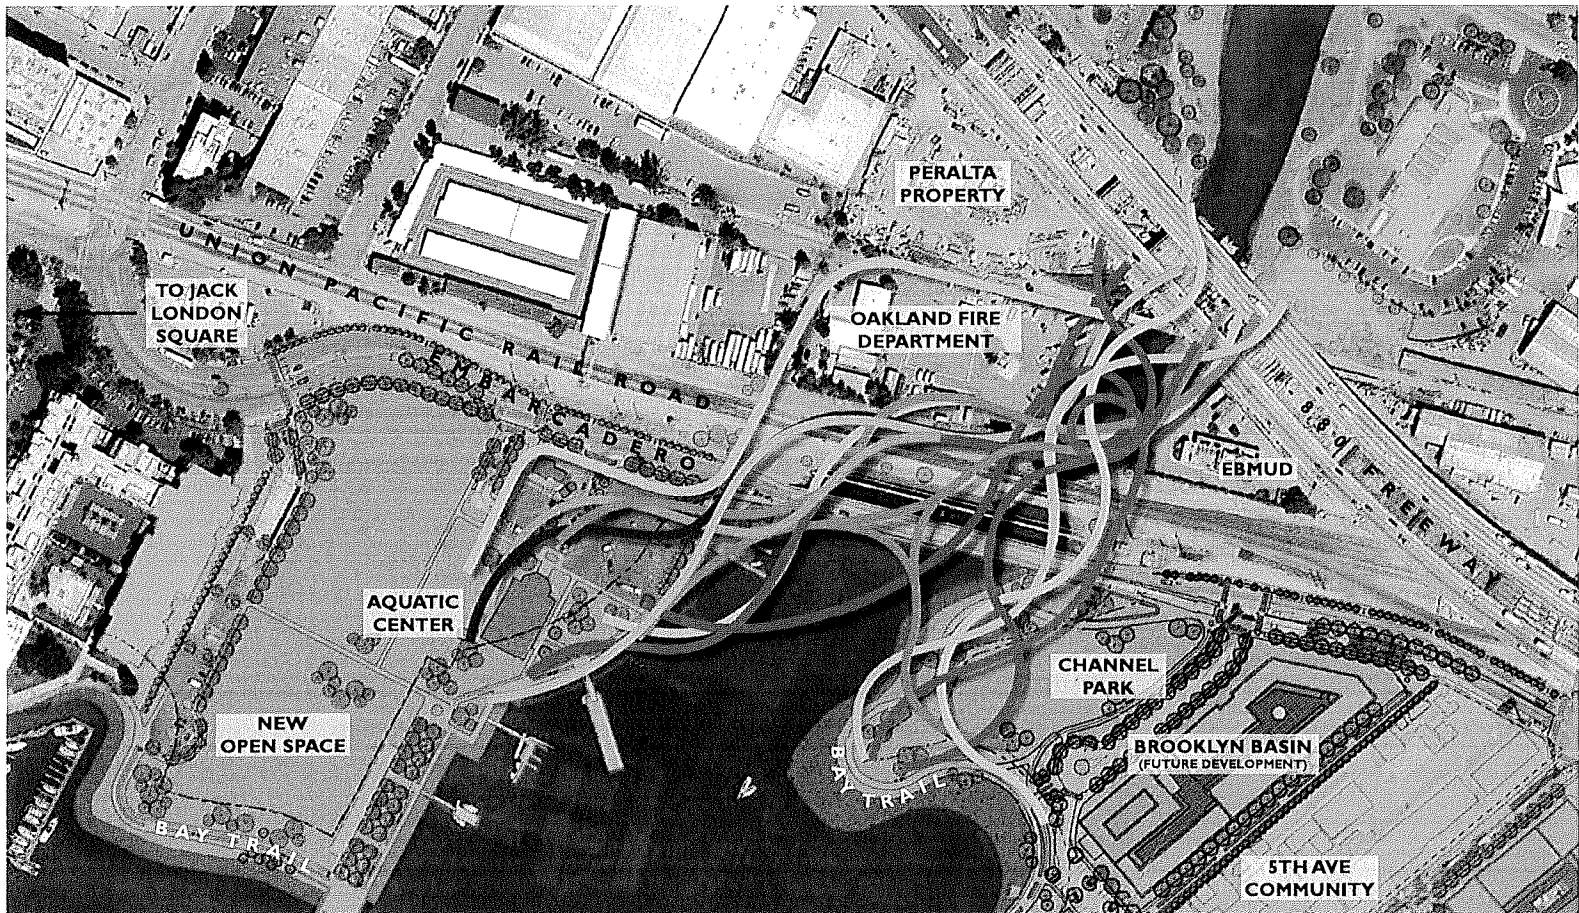 PERALTA
PROPERTY
UNION PACIFIC RAIL ROAD
TO JACK
LONDON
SQUARE
OAKLAND FIRE
DEPARTMENT
EMBARCADERO
I-880 FREEWAY
EBMUD
AQUATIC
CENTER
CHANNEL
PARK
NEW
OPEN SPACE
BROOKLYN BASIN
(FUTURE DEVELOPMENT)
BAY TRAIL
BAY TRAIL
5TH AVE
COMMUNITY